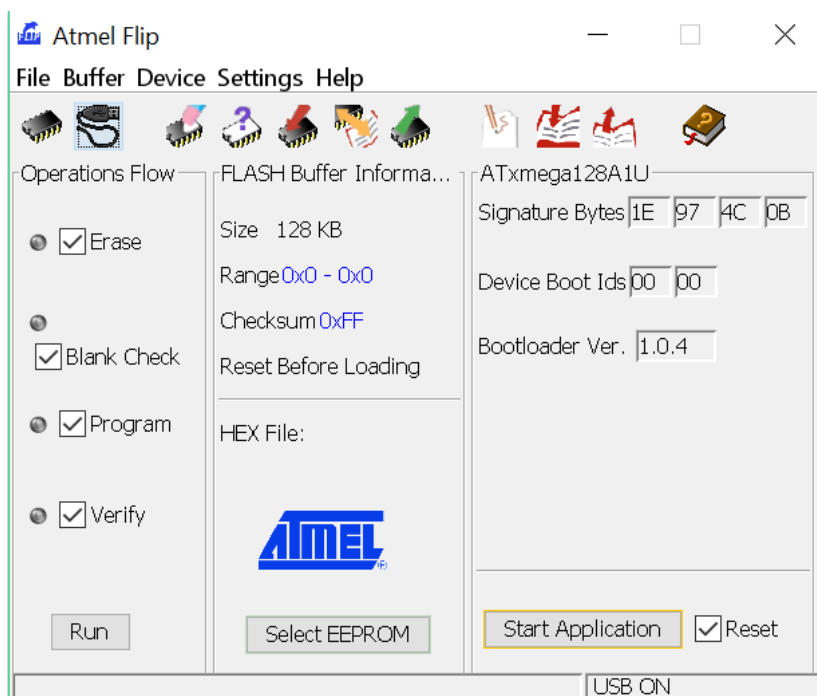 Atmel Flip
File Buffer Device Settings Help
Operations Flow
Erase
Blank Check
Program
Verify
Run
FLASH Buffer Informa...
Size 128 KB
Range 0x0 - 0x0
Checksum 0xFF
Reset Before Loading
HEX File:
ATMEL
Select EEPROM
ATxmega128A1U
Signature Bytes 1E 97 4C 0B
Device Boot Ids 00 00
Bootloader Ver. 1.0.4
Start Application Reset
USB ON